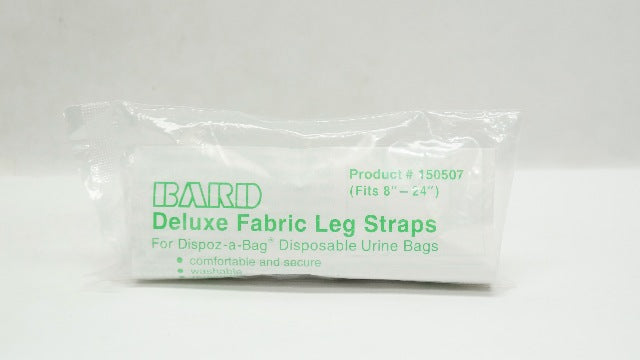 Product # 150507
(Fits 8"–24")
BARD
Deluxe Fabric Leg Straps
For Dispoz-a-Bag™ Disposable Urine Bags
• comfortable and secure
• washable